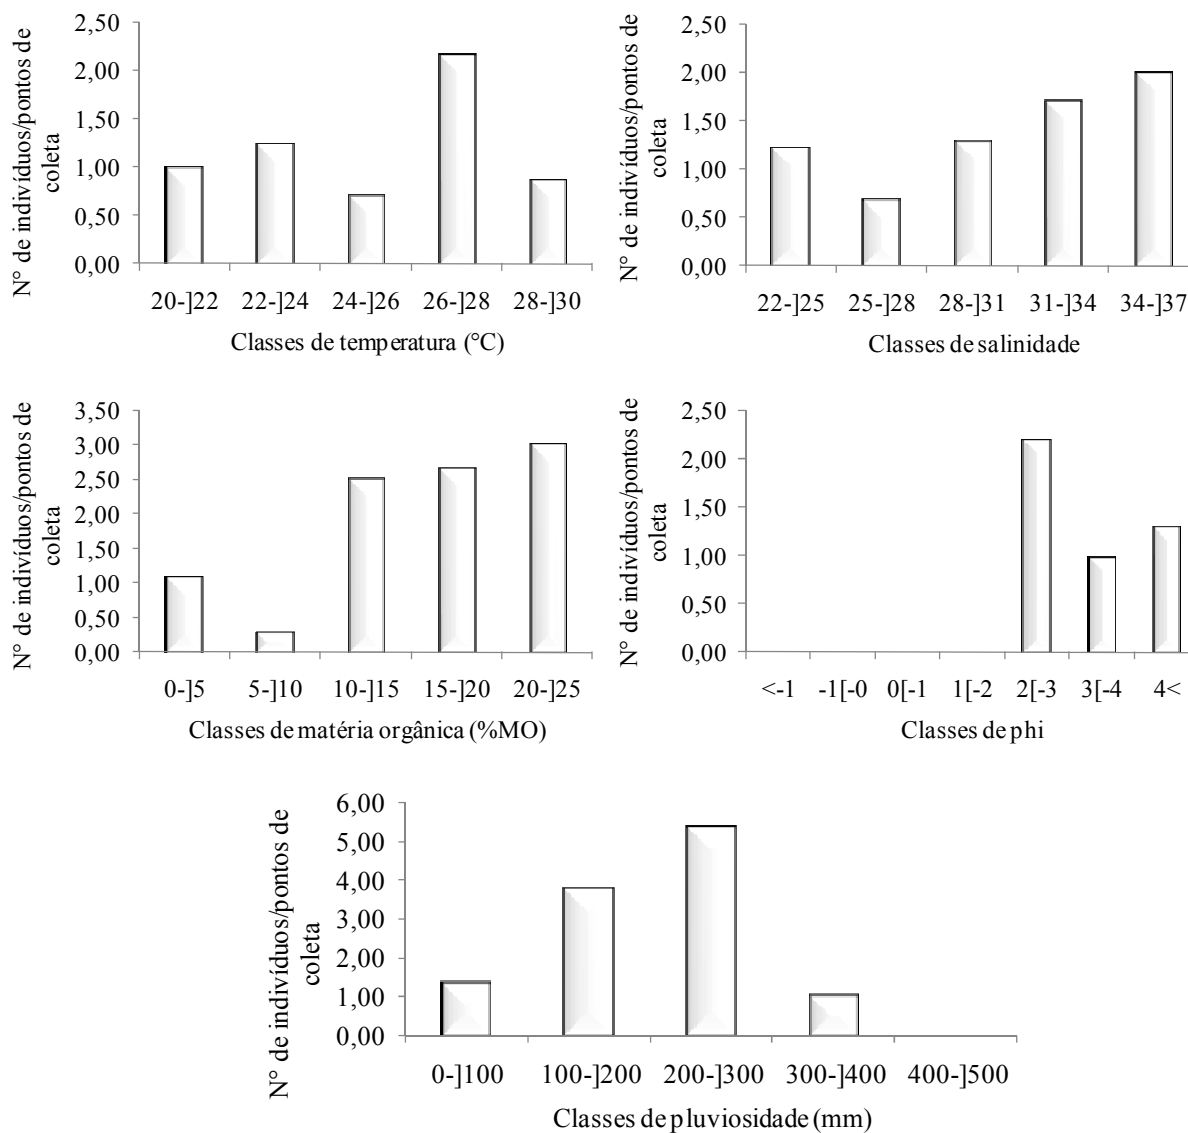 N° de indivíduos/pontos de
coleta
2,50
2,00
1,50
1,00
0,50
0,00
20-]22 22-]24 24-]26 26-]28 28-]30
Classes de temperatura (°C)
N° de indivíduos/pontos de
coleta
2,50
2,00
1,50
1,00
0,50
0,00
22-]25 25-]28 28-]31 31-]34 34-]37
Classes de salinidade
N° de indivíduos/pontos de
coleta
3,50
3,00
2,50
2,00
1,50
1,00
0,50
0,00
0-]5 5-]10 10-]15 15-]20 20-]25
Classes de matéria orgânica (%MO)
N° de indivíduos/pontos de
coleta
2,50
2,00
1,50
1,00
0,50
0,00
<-1 -1[-0 0[-1 1[-2 2[-3 3[-4 4<
Classes de phi
N° de indivíduos/pontos de
coleta
6,00
5,00
4,00
3,00
2,00
1,00
0,00
0-]100 100-]200 200-]300 300-]400 400-]500
Classes de pluviosidade (mm)